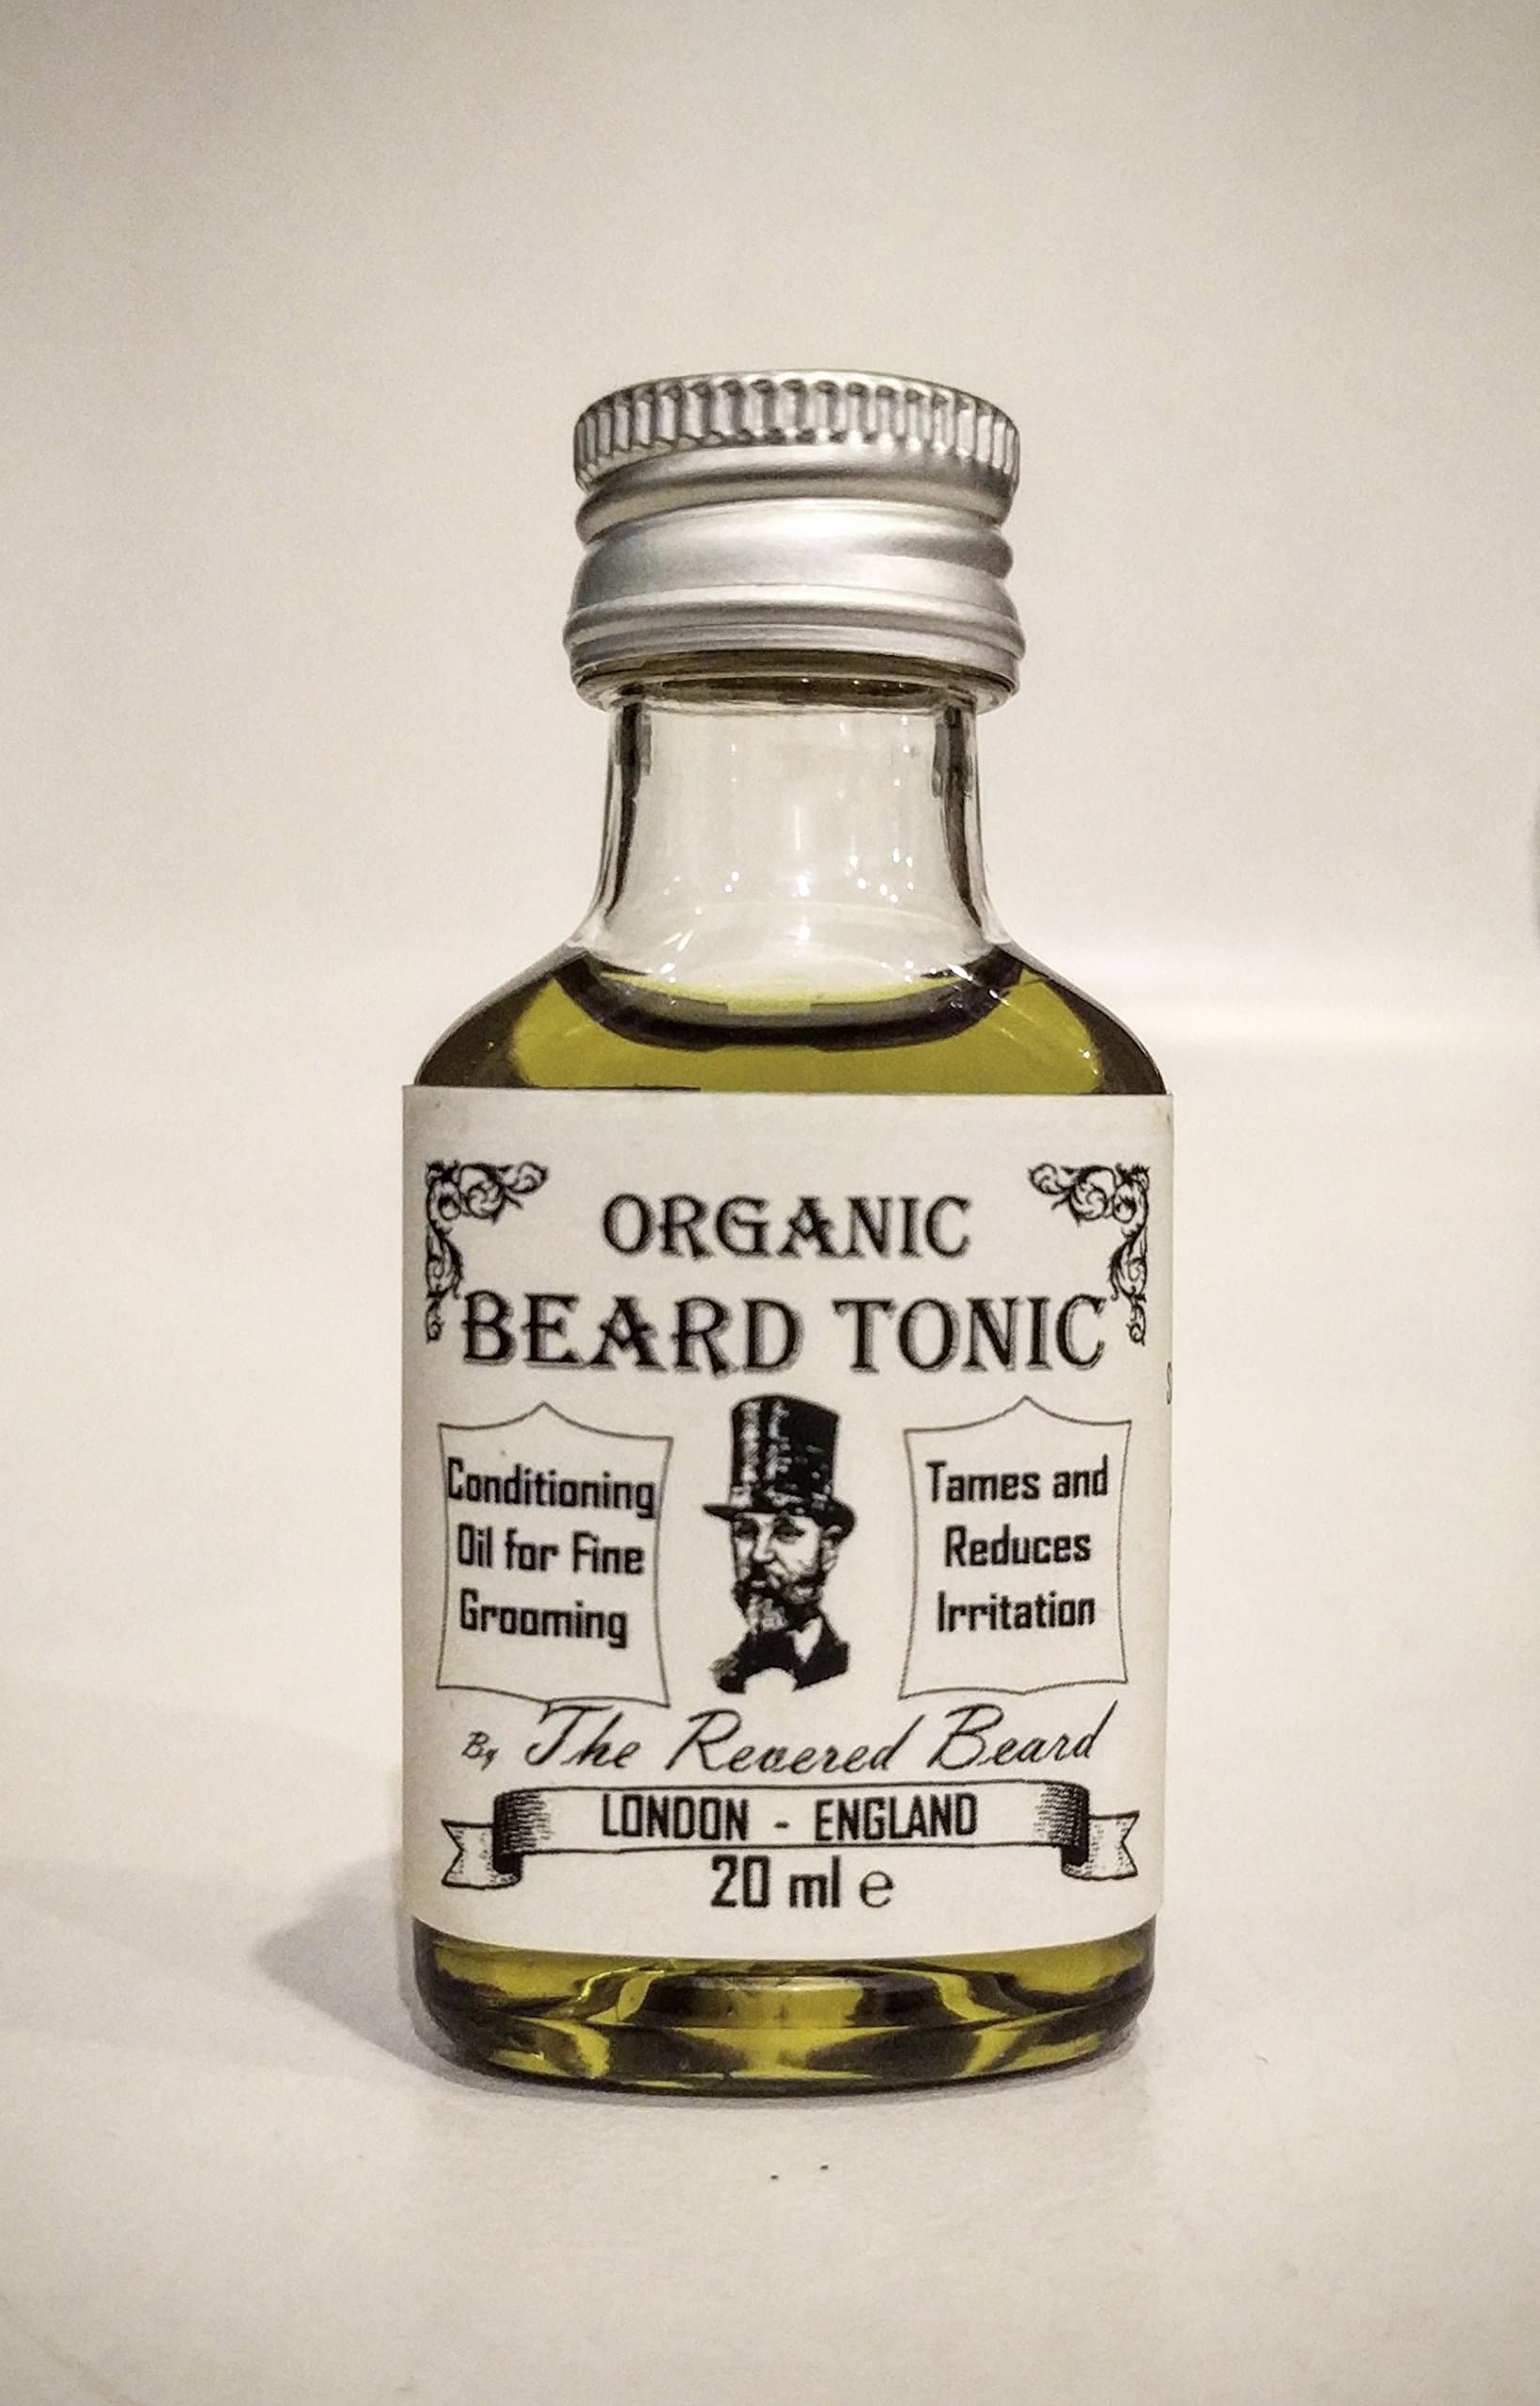 ORGANIC
BEARD TONIC
Conditioning
Oil for Fine
Grooming
Tames and
Reduces
Irritation
By The Revered Beard
LONDON - ENGLAND
20 ml e